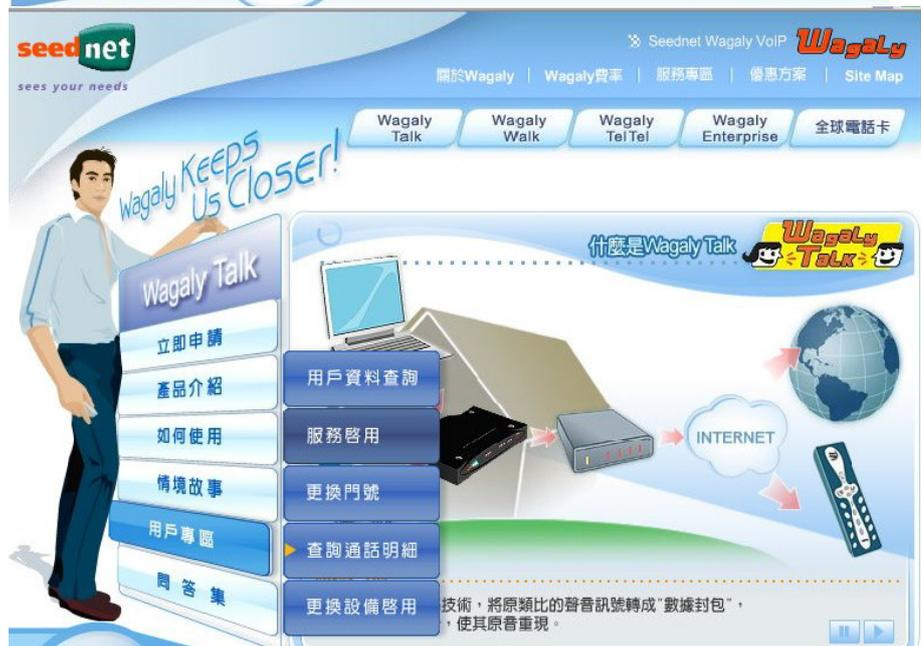 seednet
sees your needs
Seednet Wagaly VoIP Wagaly
關於Wagaly | Wagaly費率 | 服務專區 | 優惠方案 | Site Map
Wagaly Talk
Wagaly Walk
Wagaly TelTel
Wagaly Enterprise
全球電話卡
Wagaly Keeps
Us Closer!
什麼是Wagaly Talk
Wagaly Talk
Wagaly Talk
立即申請
產品介紹
如何使用
情境故事
用戶專區
問答集
用戶資料查詢
服務啓用
更換門號
查詢通話明細
更換設備啓用
INTERNET
技術，將原類比的聲音訊號轉成"數據封包"，
，使其原音重現。